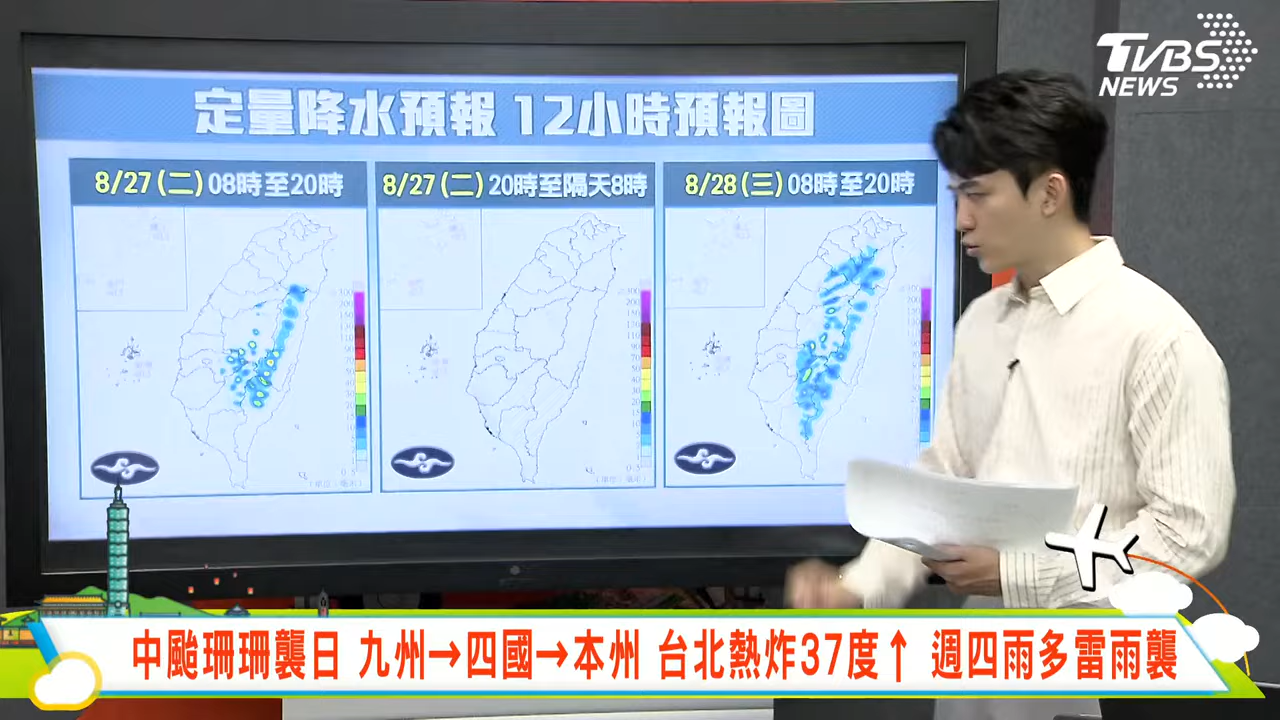 TVBS
NEWS
定量降水預報 12小時預報圖
8/27(二)08時至20時
8/27(二)20時至隔天8時
8/28(三)08時至20時
中颱珊珊襲日 九州→四國→本州 台北熱炸37度↑ 週四雨多雷雨襲